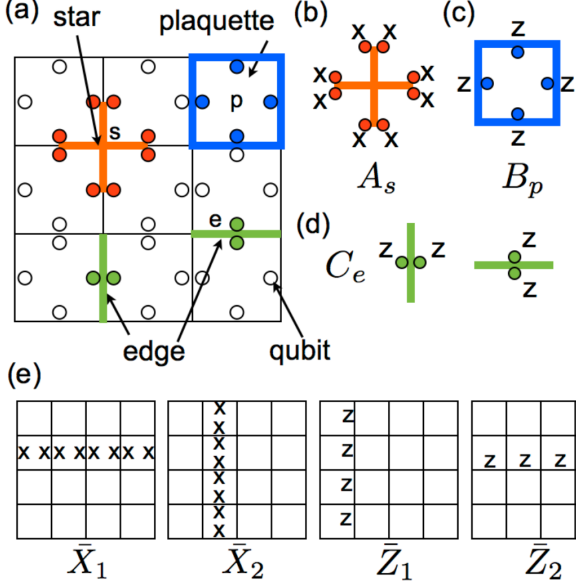 (a)
star
plaquette
p
s
e
edge
qubit
(b)
X X
X X
X X
X X
A_s
(c)
Z
Z Z
Z
B_p
(d)
C_e
Z Z
Z
Z
(e)
X X X X X X X X
X̄_1
X
X
X
X
X
X
X
X
X̄_2
Z
Z
Z
Z
Z̄_1
Z Z Z
Z̄_2